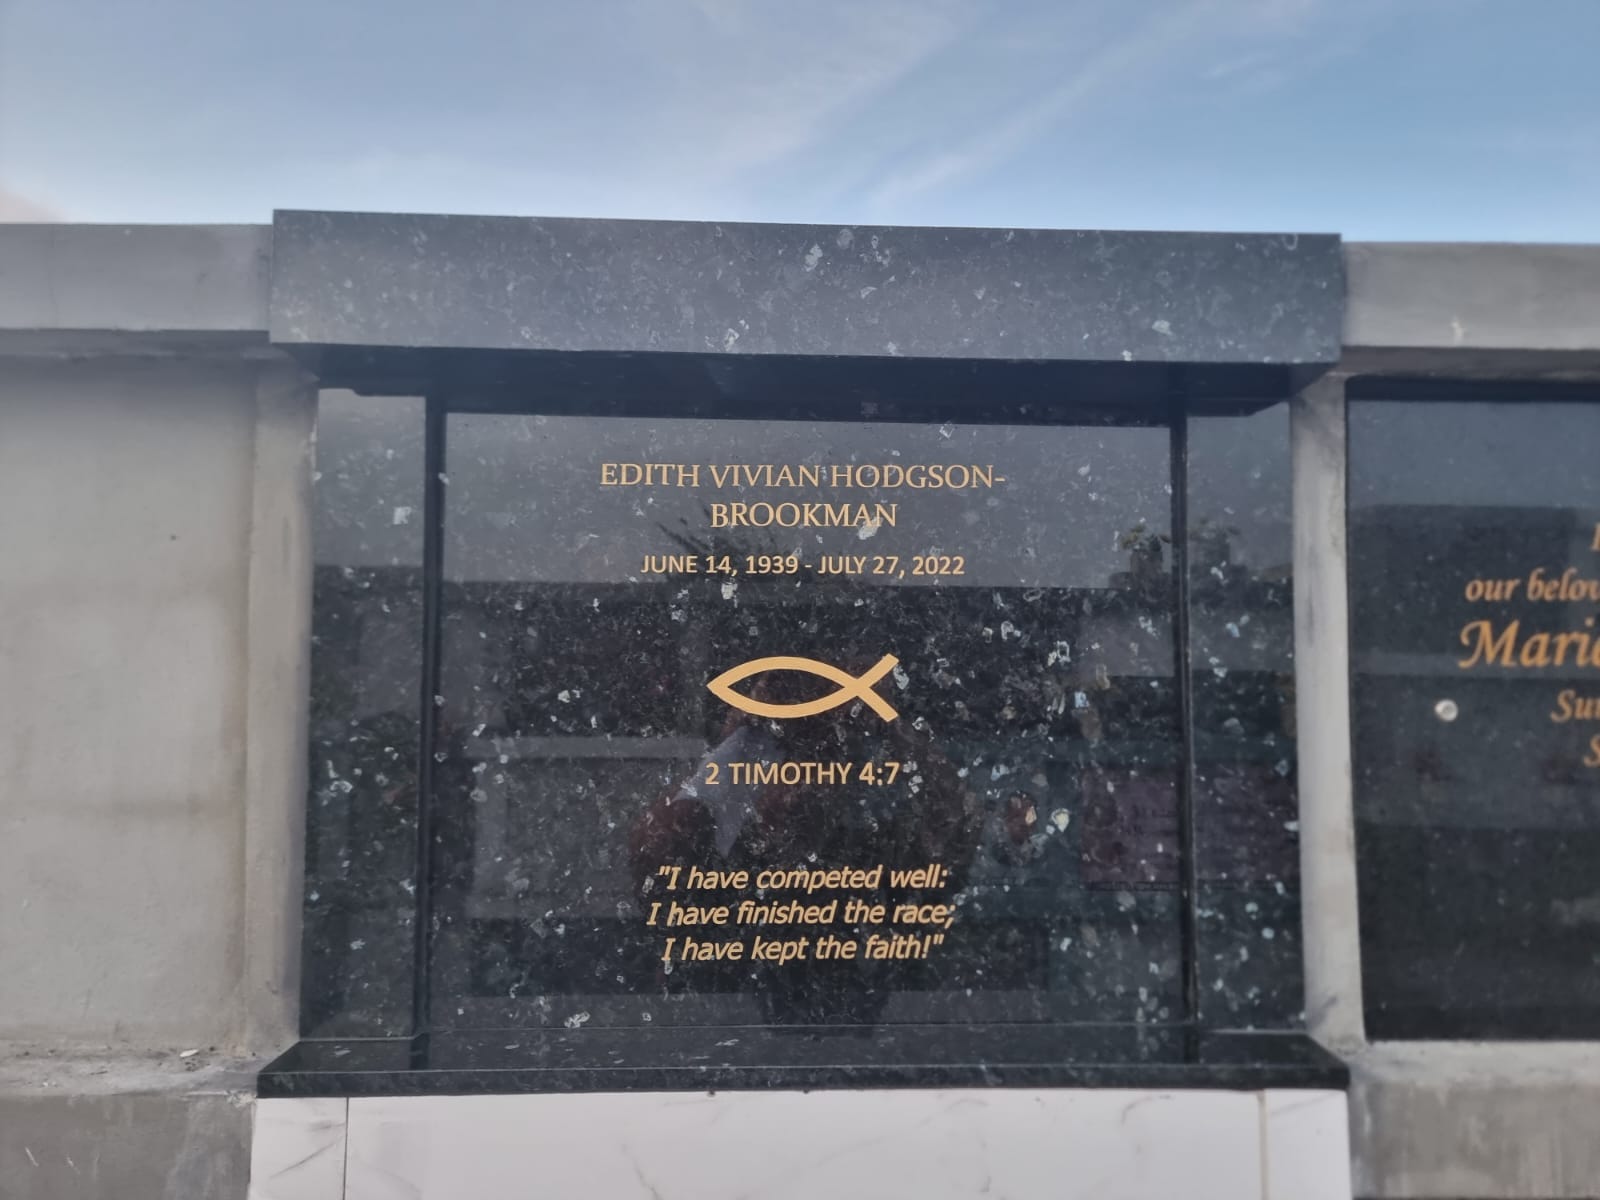 EDITH VIVIAN HODGSON-
BROOKMAN
JUNE 14, 1939 - JULY 27, 2022
2 TIMOTHY 4:7
"I have competed well:
I have finished the race;
I have kept the faith!"
our